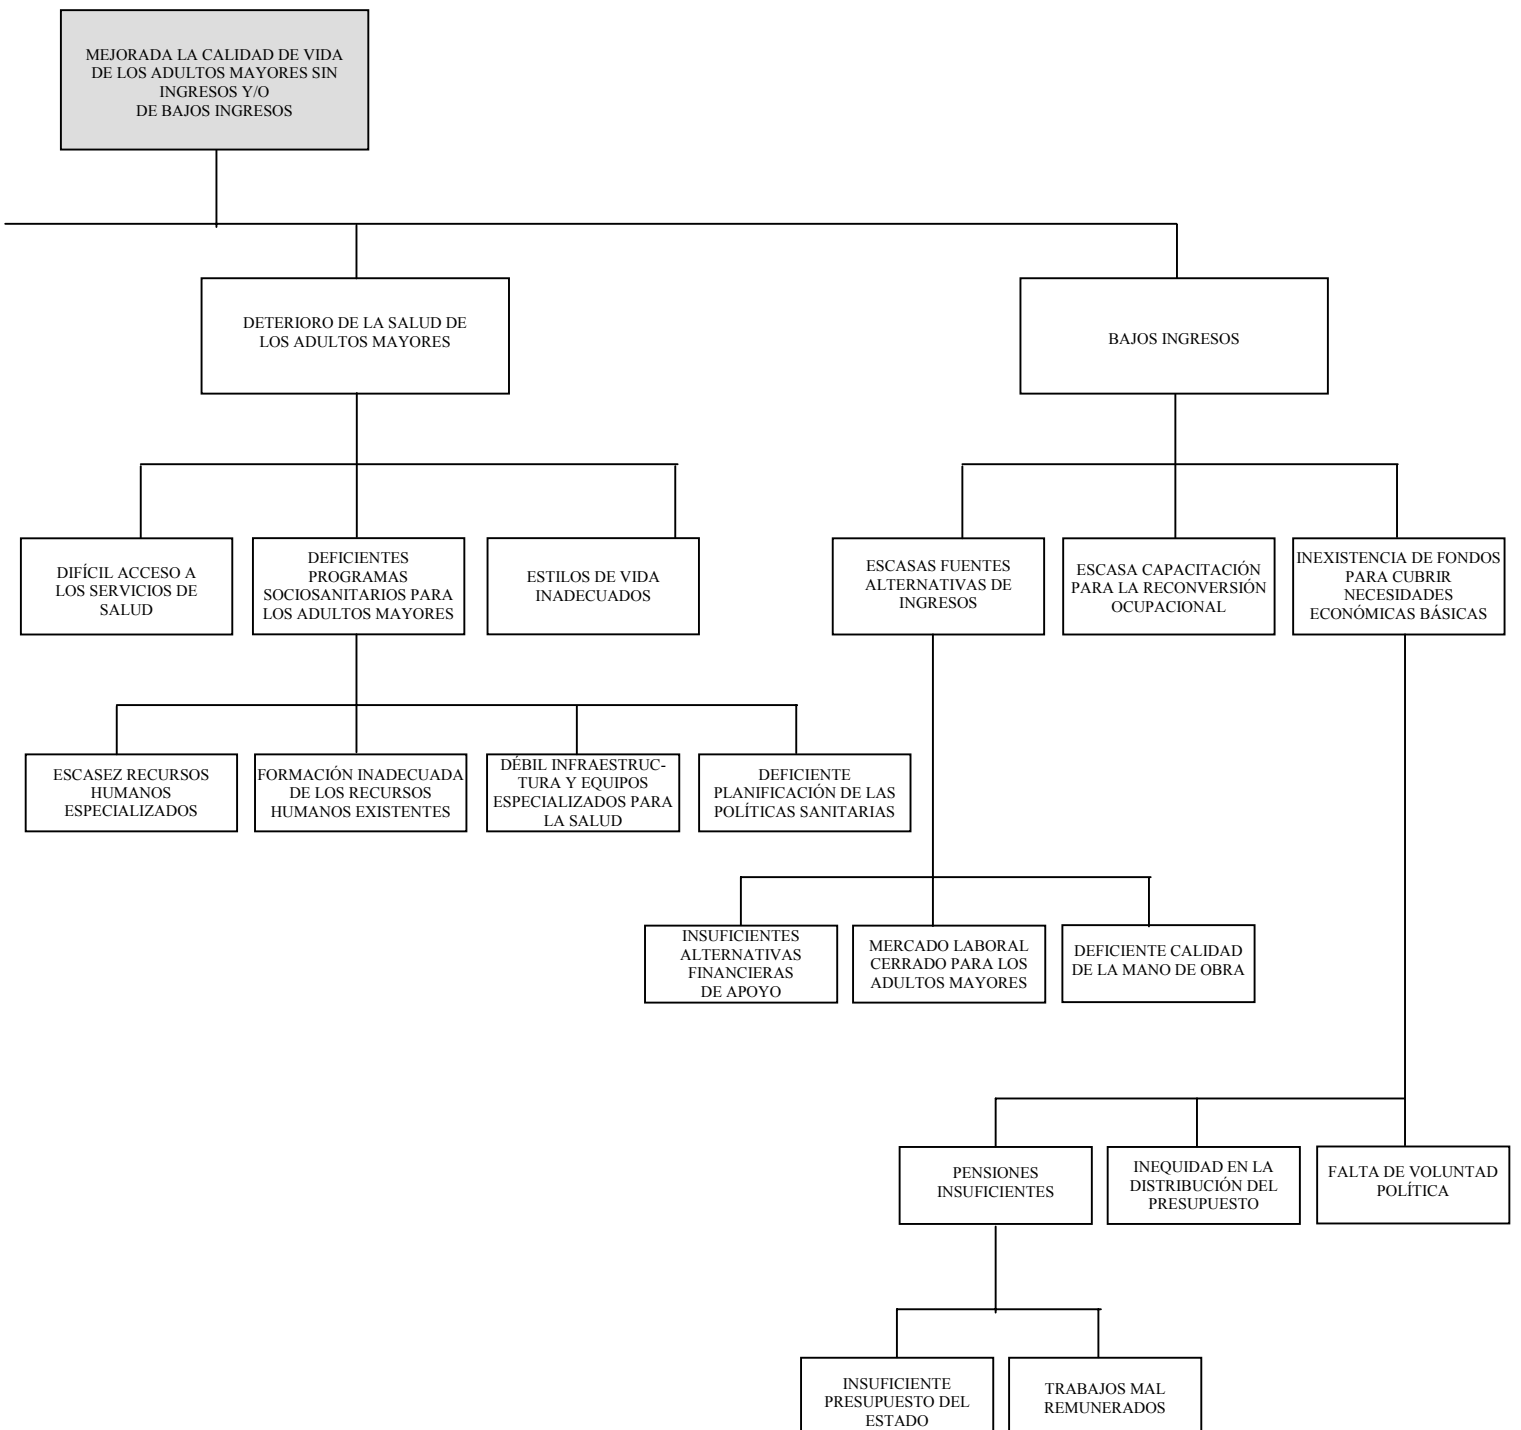 MEJORADA LA CALIDAD DE VIDA
DE LOS ADULTOS MAYORES SIN
INGRESOS Y/O
DE BAJOS INGRESOS
DETERIORO DE LA SALUD DE
LOS ADULTOS MAYORES
BAJOS INGRESOS
DIFÍCIL ACCESO A
LOS SERVICIOS DE
SALUD
DEFICIENTES
PROGRAMAS
SOCIOSANITARIOS PARA
LOS ADULTOS MAYORES
ESTILOS DE VIDA
INADECUADOS
ESCASAS FUENTES
ALTERNATIVAS DE
INGRESOS
ESCASA CAPACITACIÓN
PARA LA RECONVERSIÓN
OCUPACIONAL
INEXISTENCIA DE FONDOS
PARA CUBRIR
NECESIDADES
ECONÓMICAS BÁSICAS
ESCASEZ RECURSOS
HUMANOS
ESPECIALIZADOS
FORMACIÓN INADECUADA
DE LOS RECURSOS
HUMANOS EXISTENTES
DÉBIL INFRAESTRUC-
TURA Y EQUIPOS
ESPECIALIZADOS PARA
LA SALUD
DEFICIENTE
PLANIFICACIÓN DE LAS
POLÍTICAS SANITARIAS
INSUFICIENTES
ALTERNATIVAS
FINANCIERAS
DE APOYO
MERCADO LABORAL
CERRADO PARA LOS
ADULTOS MAYORES
DEFICIENTE CALIDAD
DE LA MANO DE OBRA
PENSIONES
INSUFICIENTES
INEQUIDAD EN LA
DISTRIBUCIÓN DEL
PRESUPUESTO
FALTA DE VOLUNTAD
POLÍTICA
INSUFICIENTE
PRESUPUESTO DEL
ESTADO
TRABAJOS MAL
REMUNERADOS